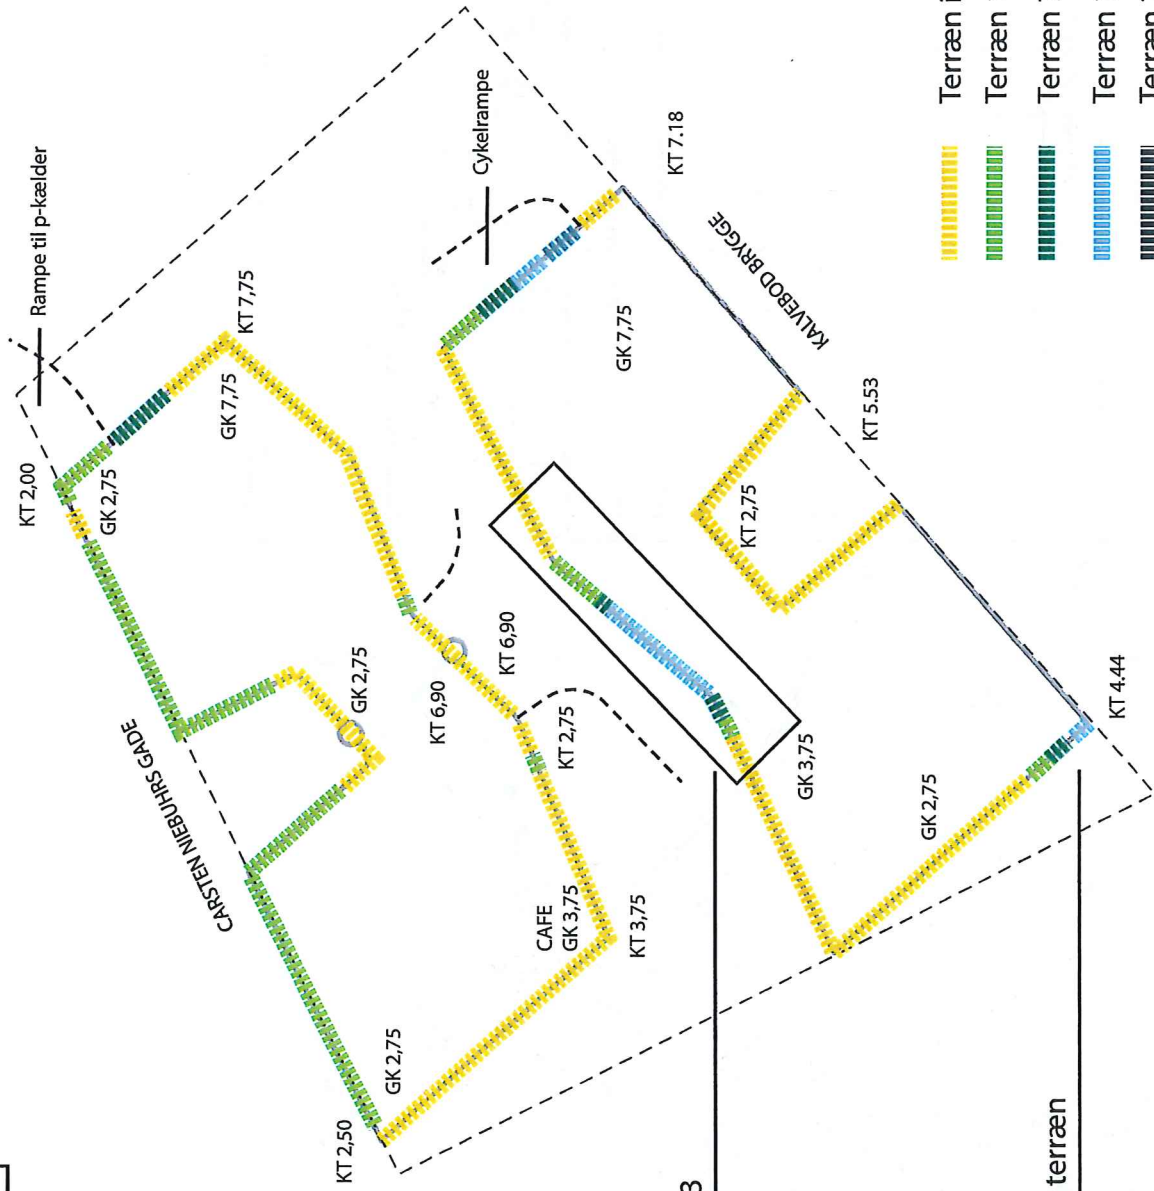 Rampe til p-kælder
Cykelrampe
KT 2,00
GK 2,75
KT 7,75
GK 7,75
KT 7.18
KALVEBOD BRYGGE
GK 7,75
KT 5.53
KT 2,75
CARSTEN NIEBUHRS GADE
GK 2,75
KT 6,90
KT 6,90
KT 2,75
GK 3,75
KT 4.44
GK 2,75
CAFE
GK 3,75
KT 3,75
GK 2,75
KT 2,50
terræn
Terræn
Terræn
Terræn
Terræn
Terræn